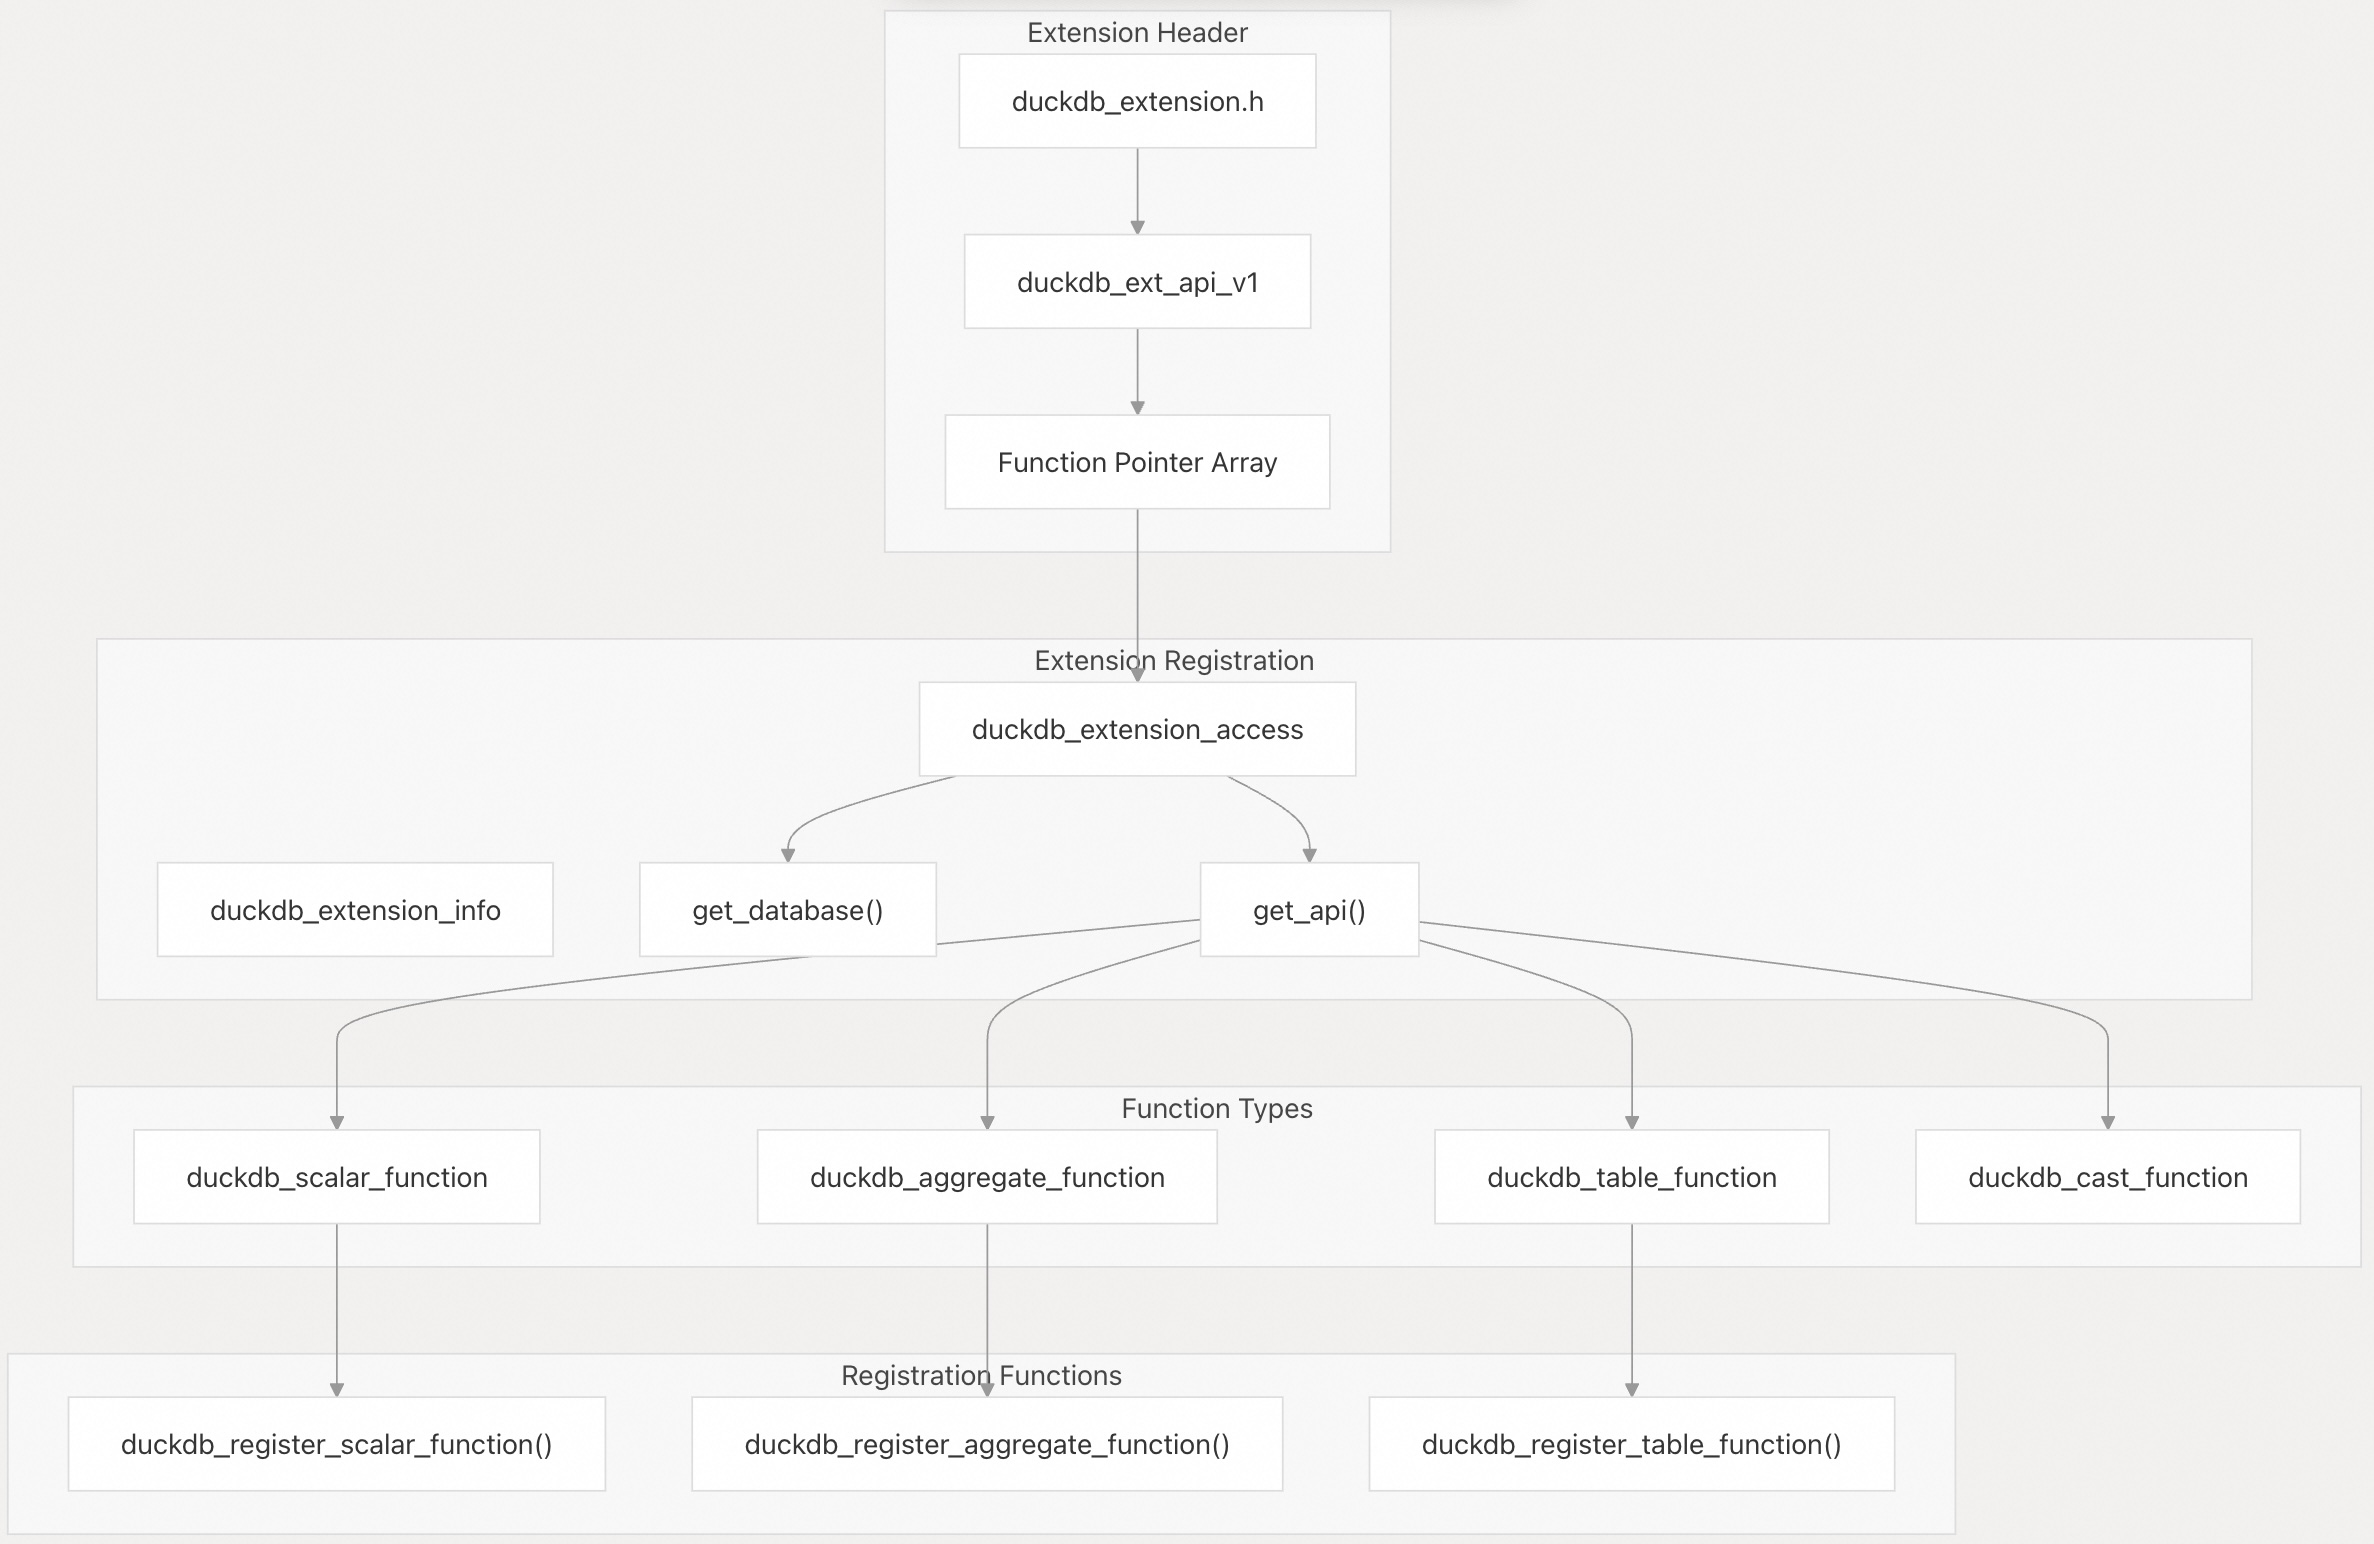 Extension Header
duckdb_extension.h
duckdb_ext_api_v1
Function Pointer Array
Extension Registration
duckdb_extension_access
duckdb_extension_info
get_database()
get_api()
Function Types
duckdb_scalar_function
duckdb_aggregate_function
duckdb_table_function
duckdb_cast_function
Registration Functions
duckdb_register_scalar_function()
duckdb_register_aggregate_function()
duckdb_register_table_function()